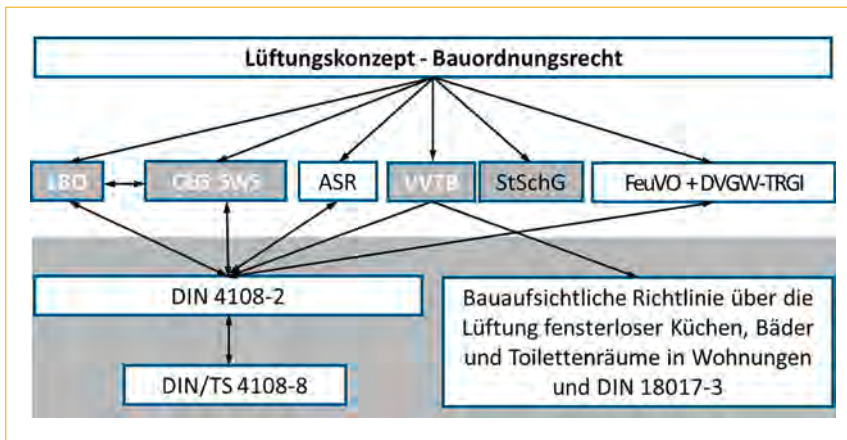 Lüftungskonzept - Bauordnungsrecht
LBO
ASR
VVTB
StSchG
FeuVO + DVGW-TRGI
DIN 4108-2
Bauaufsichtliche Richtlinie über die
Lüftung fensterloser Küchen, Bäder
und Toilettenräume in Wohnungen
und DIN 18017-3
DIN/TS 4108-8